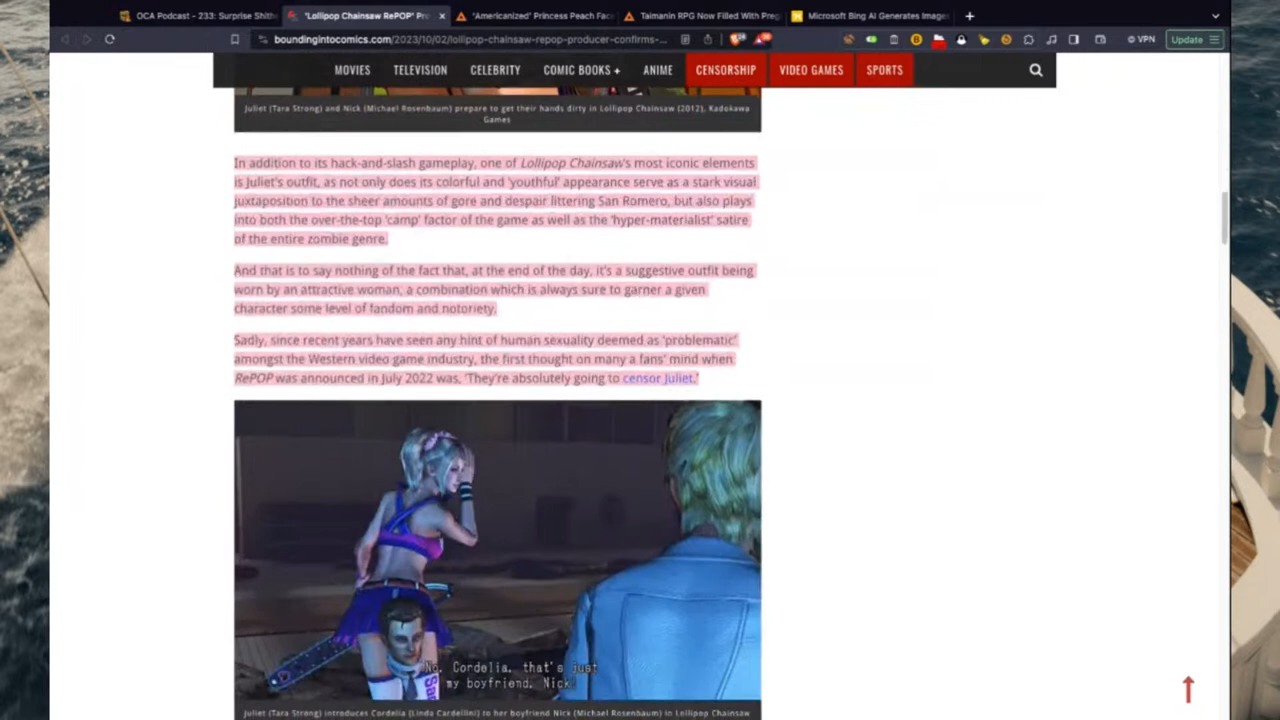 OCA Podcast - 233: Surprise Shith
"Lollipop Chainsaw RePOP" Pr
"Americanized" Princess Peach Fac
Taimanin RPG Now Filled With Preg
Microsoft Bing AI Generates Image
boundingintocomics.com/2023/10/02/lollipop-chainsaw-repop-producer-confirms-...
VPN
Update
MOVIES
TELEVISION
CELEBRITY
COMIC BOOKS +
ANIME
CENSORSHIP
VIDEO GAMES
SPORTS
Juliet (Tara Strong) and Nick (Michael Rosenbaum) prepare to get their hands dirty in Lollipop Chainsaw (2012), Kadokawa
Games
In addition to its hack-and-slash gameplay, one of Lollipop Chainsaw's most iconic elements
is Juliet's outfit, as not only does its colorful and 'youthful' appearance serve as a stark visual
juxtaposition to the sheer amounts of gore and despair littering San Romero, but also plays
into both the over-the-top 'camp' factor of the game as well as the 'hyper-materialist' satire
of the entire zombie genre.
And that is to say nothing of the fact that, at the end of the day, it's a suggestive outfit being
worn by an attractive woman, a combination which is always sure to garner a given
character some level of fandom and notoriety.
Sadly, since recent years have seen any hint of human sexuality deemed as 'problematic'
amongst the Western video game industry, the first thought on many a fans' mind when
RePOP was announced in July 2022 was, 'They're absolutely going to censor Juliet.'
No, Cordelia, that's just
my boyfriend, Nick!
Juliet (Tara Strong) introduces Cordelia (Linda Cardellini) to her boyfriend Nick (Michael Rosenbaum) in Lollipop Chainsaw